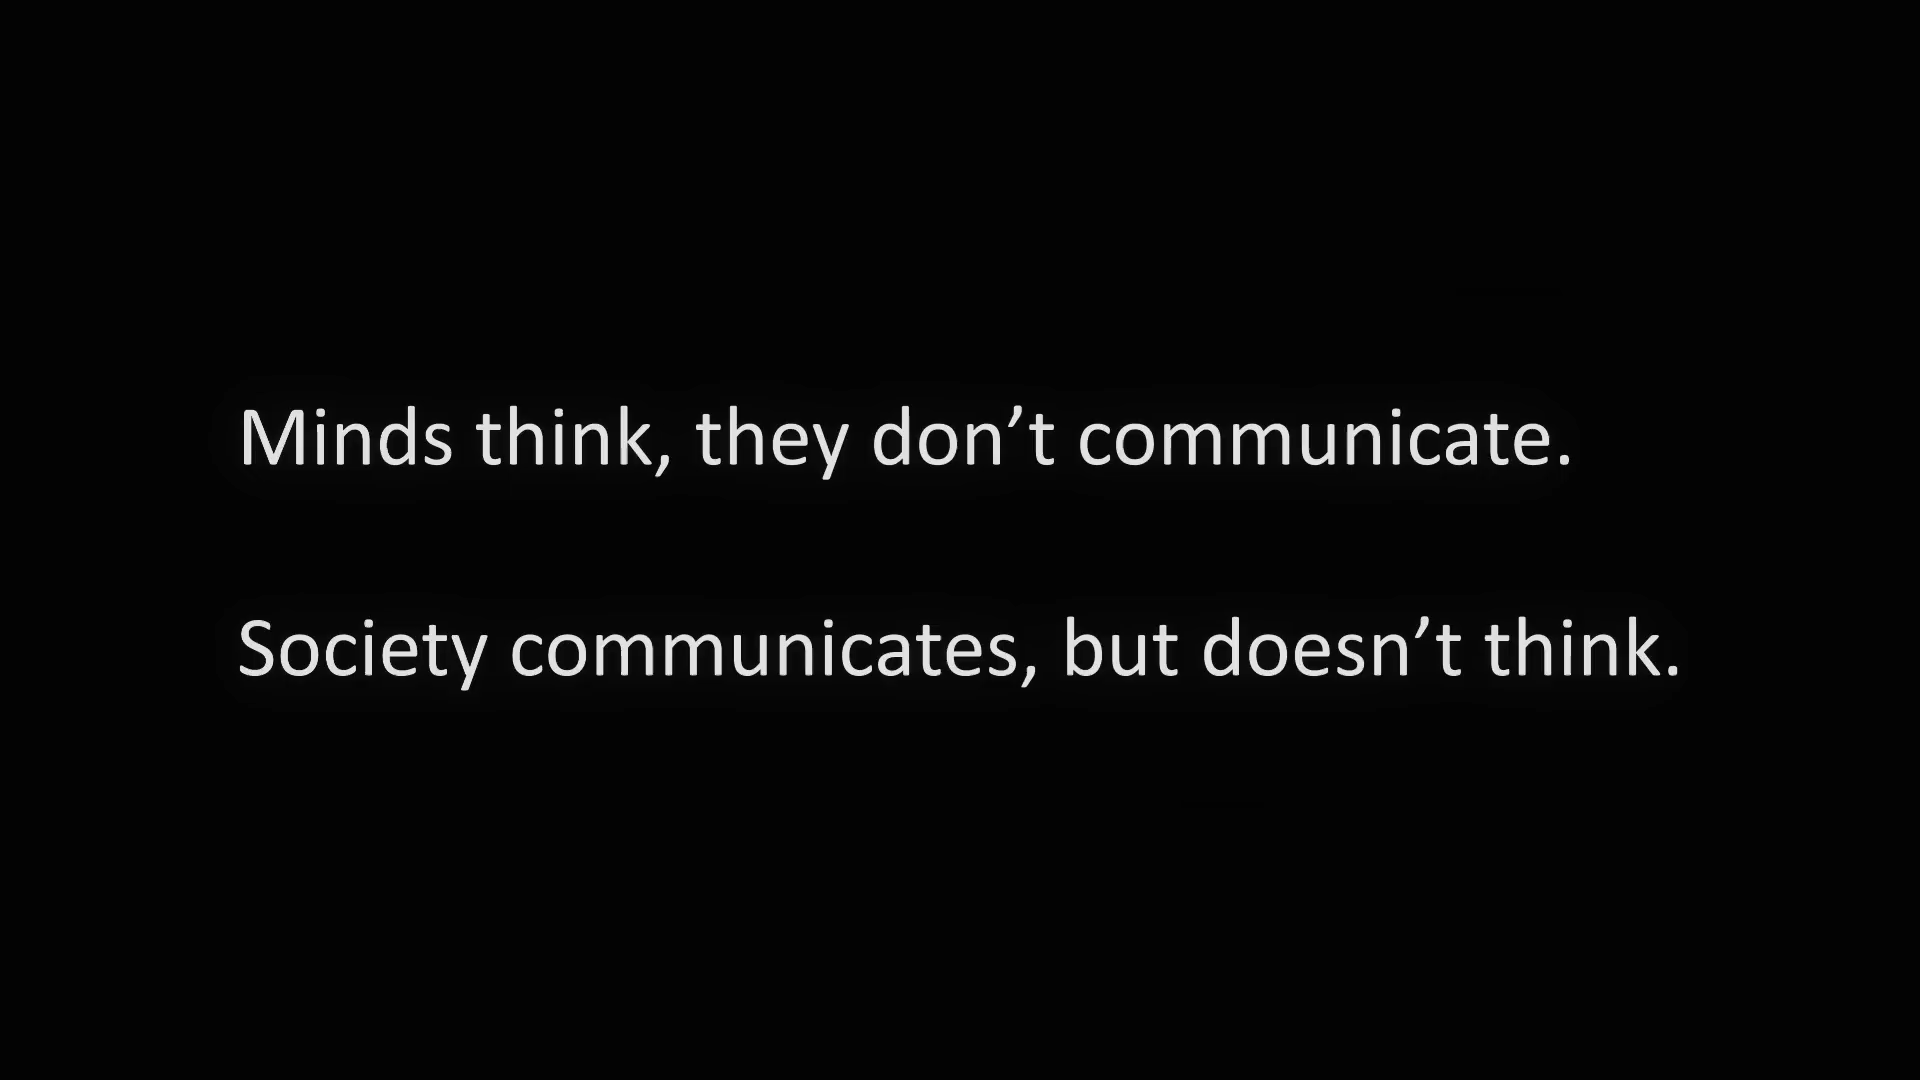 Minds think, they don’t communicate.
Society communicates, but doesn’t think.